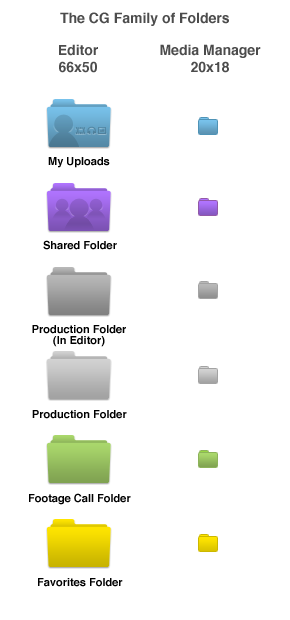 The CG Family of Folders
Editor
66x50
Media Manager
20x18
My Uploads
Shared Folder
Production Folder
(In Editor)
Production Folder
Footage Call Folder
Favorites Folder